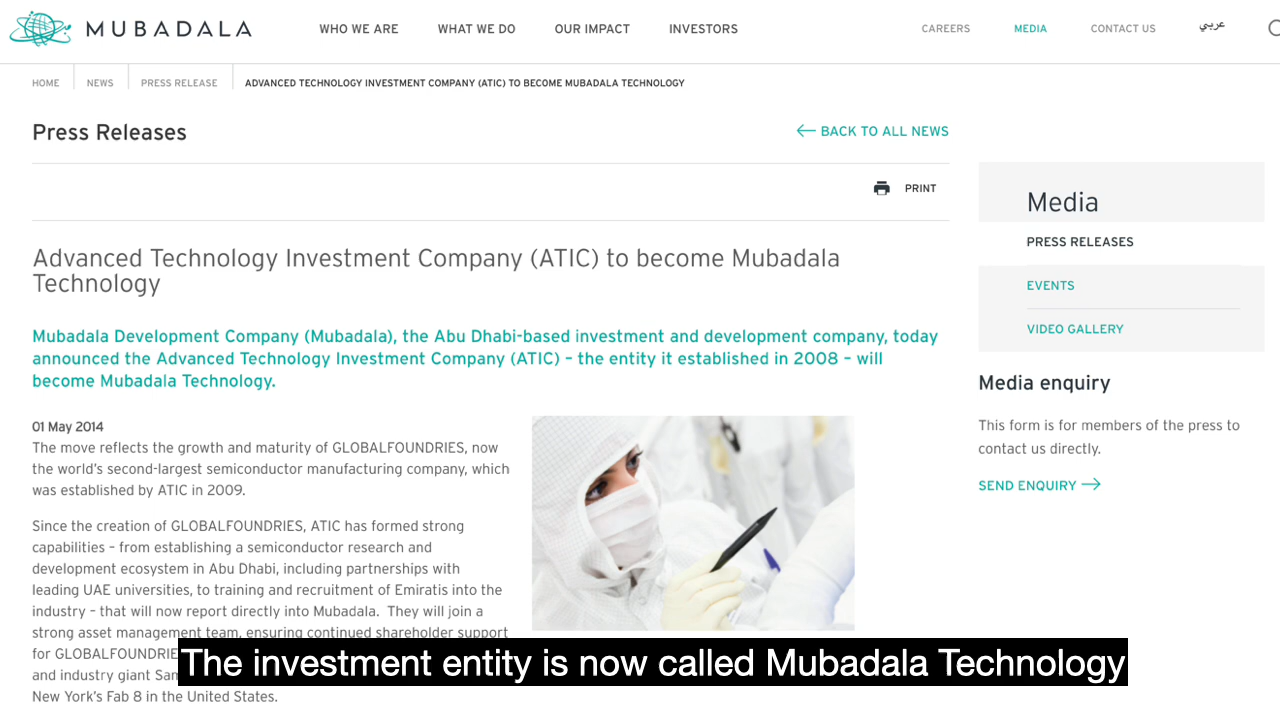 MUBADALA
WHO WE ARE
WHAT WE DO
OUR IMPACT
INVESTORS
CAREERS
MEDIA
CONTACT US
عربي
HOME
NEWS
PRESS RELEASE
ADVANCED TECHNOLOGY INVESTMENT COMPANY (ATIC) TO BECOME MUBADALA TECHNOLOGY
Press Releases
← BACK TO ALL NEWS
PRINT
Advanced Technology Investment Company (ATIC) to become Mubadala
Technology
Mubadala Development Company (Mubadala), the Abu Dhabi-based investment and development company, today
announced the Advanced Technology Investment Company (ATIC) – the entity it established in 2008 – will
become Mubadala Technology.
01 May 2014
The move reflects the growth and maturity of GLOBALFOUNDRIES, now
the world's second-largest semiconductor manufacturing company, which
was established by ATIC in 2009.
Since the creation of GLOBALFOUNDRIES, ATIC has formed strong
capabilities – from establishing a semiconductor research and
development ecosystem in Abu Dhabi, including partnerships with
leading UAE universities, to training and recruitment of Emiratis into the
industry – that will now report directly into Mubadala. They will join a
strong asset management team, ensuring continued shareholder support
for GLOBALFOUNDRIE
and industry giant Sam
New York's Fab 8 in the United States.
Media
PRESS RELEASES
EVENTS
VIDEO GALLERY
Media enquiry
This form is for members of the press to
contact us directly.
SEND ENQUIRY →
The investment entity is now called Mubadala Technology